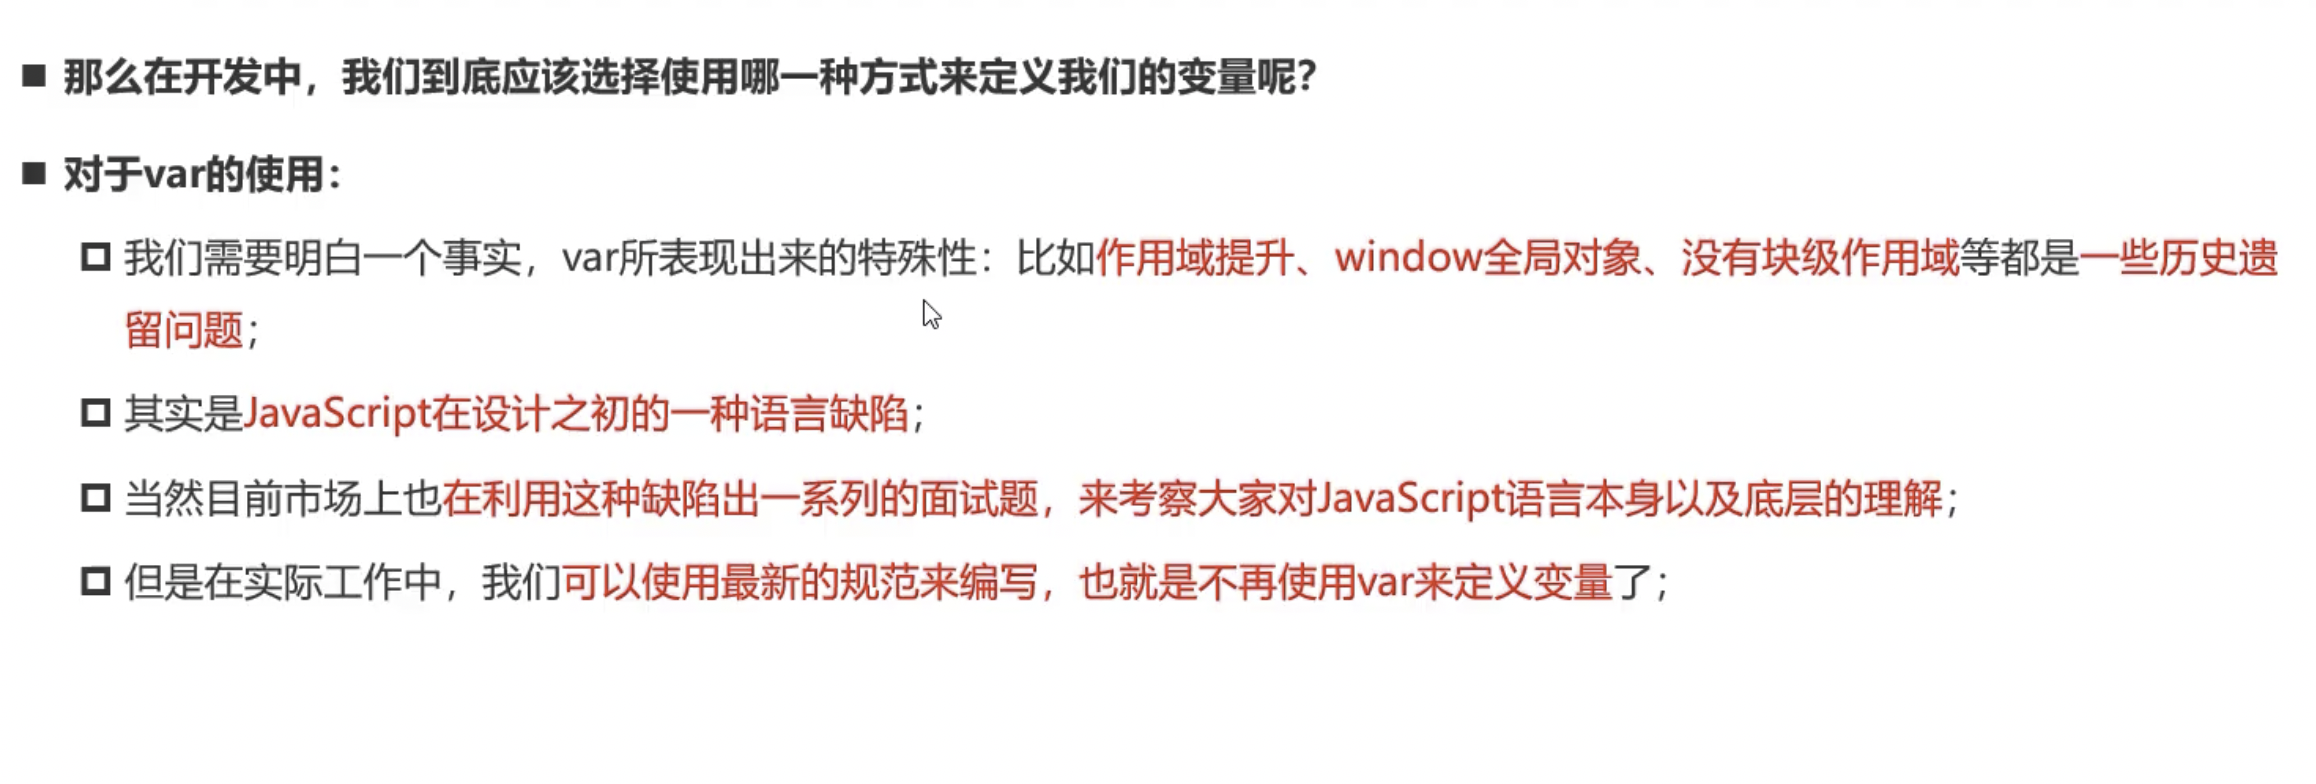 那么在开发中，我们到底应该选择使用哪一种方式来定义我们的变量呢？
对于var的使用：
我们需要明白一个事实，var所表现出来的特殊性：比如作用域提升、window全局对象、没有块级作用域等都是一些历史遗
留问题；
其实是JavaScript在设计之初的一种语言缺陷；
当然目前市场上也在利用这种缺陷出一系列的面试题，来考察大家对JavaScript语言本身以及底层的理解；
但是在实际工作中，我们可以使用最新的规范来编写，也就是不再使用var来定义变量了；